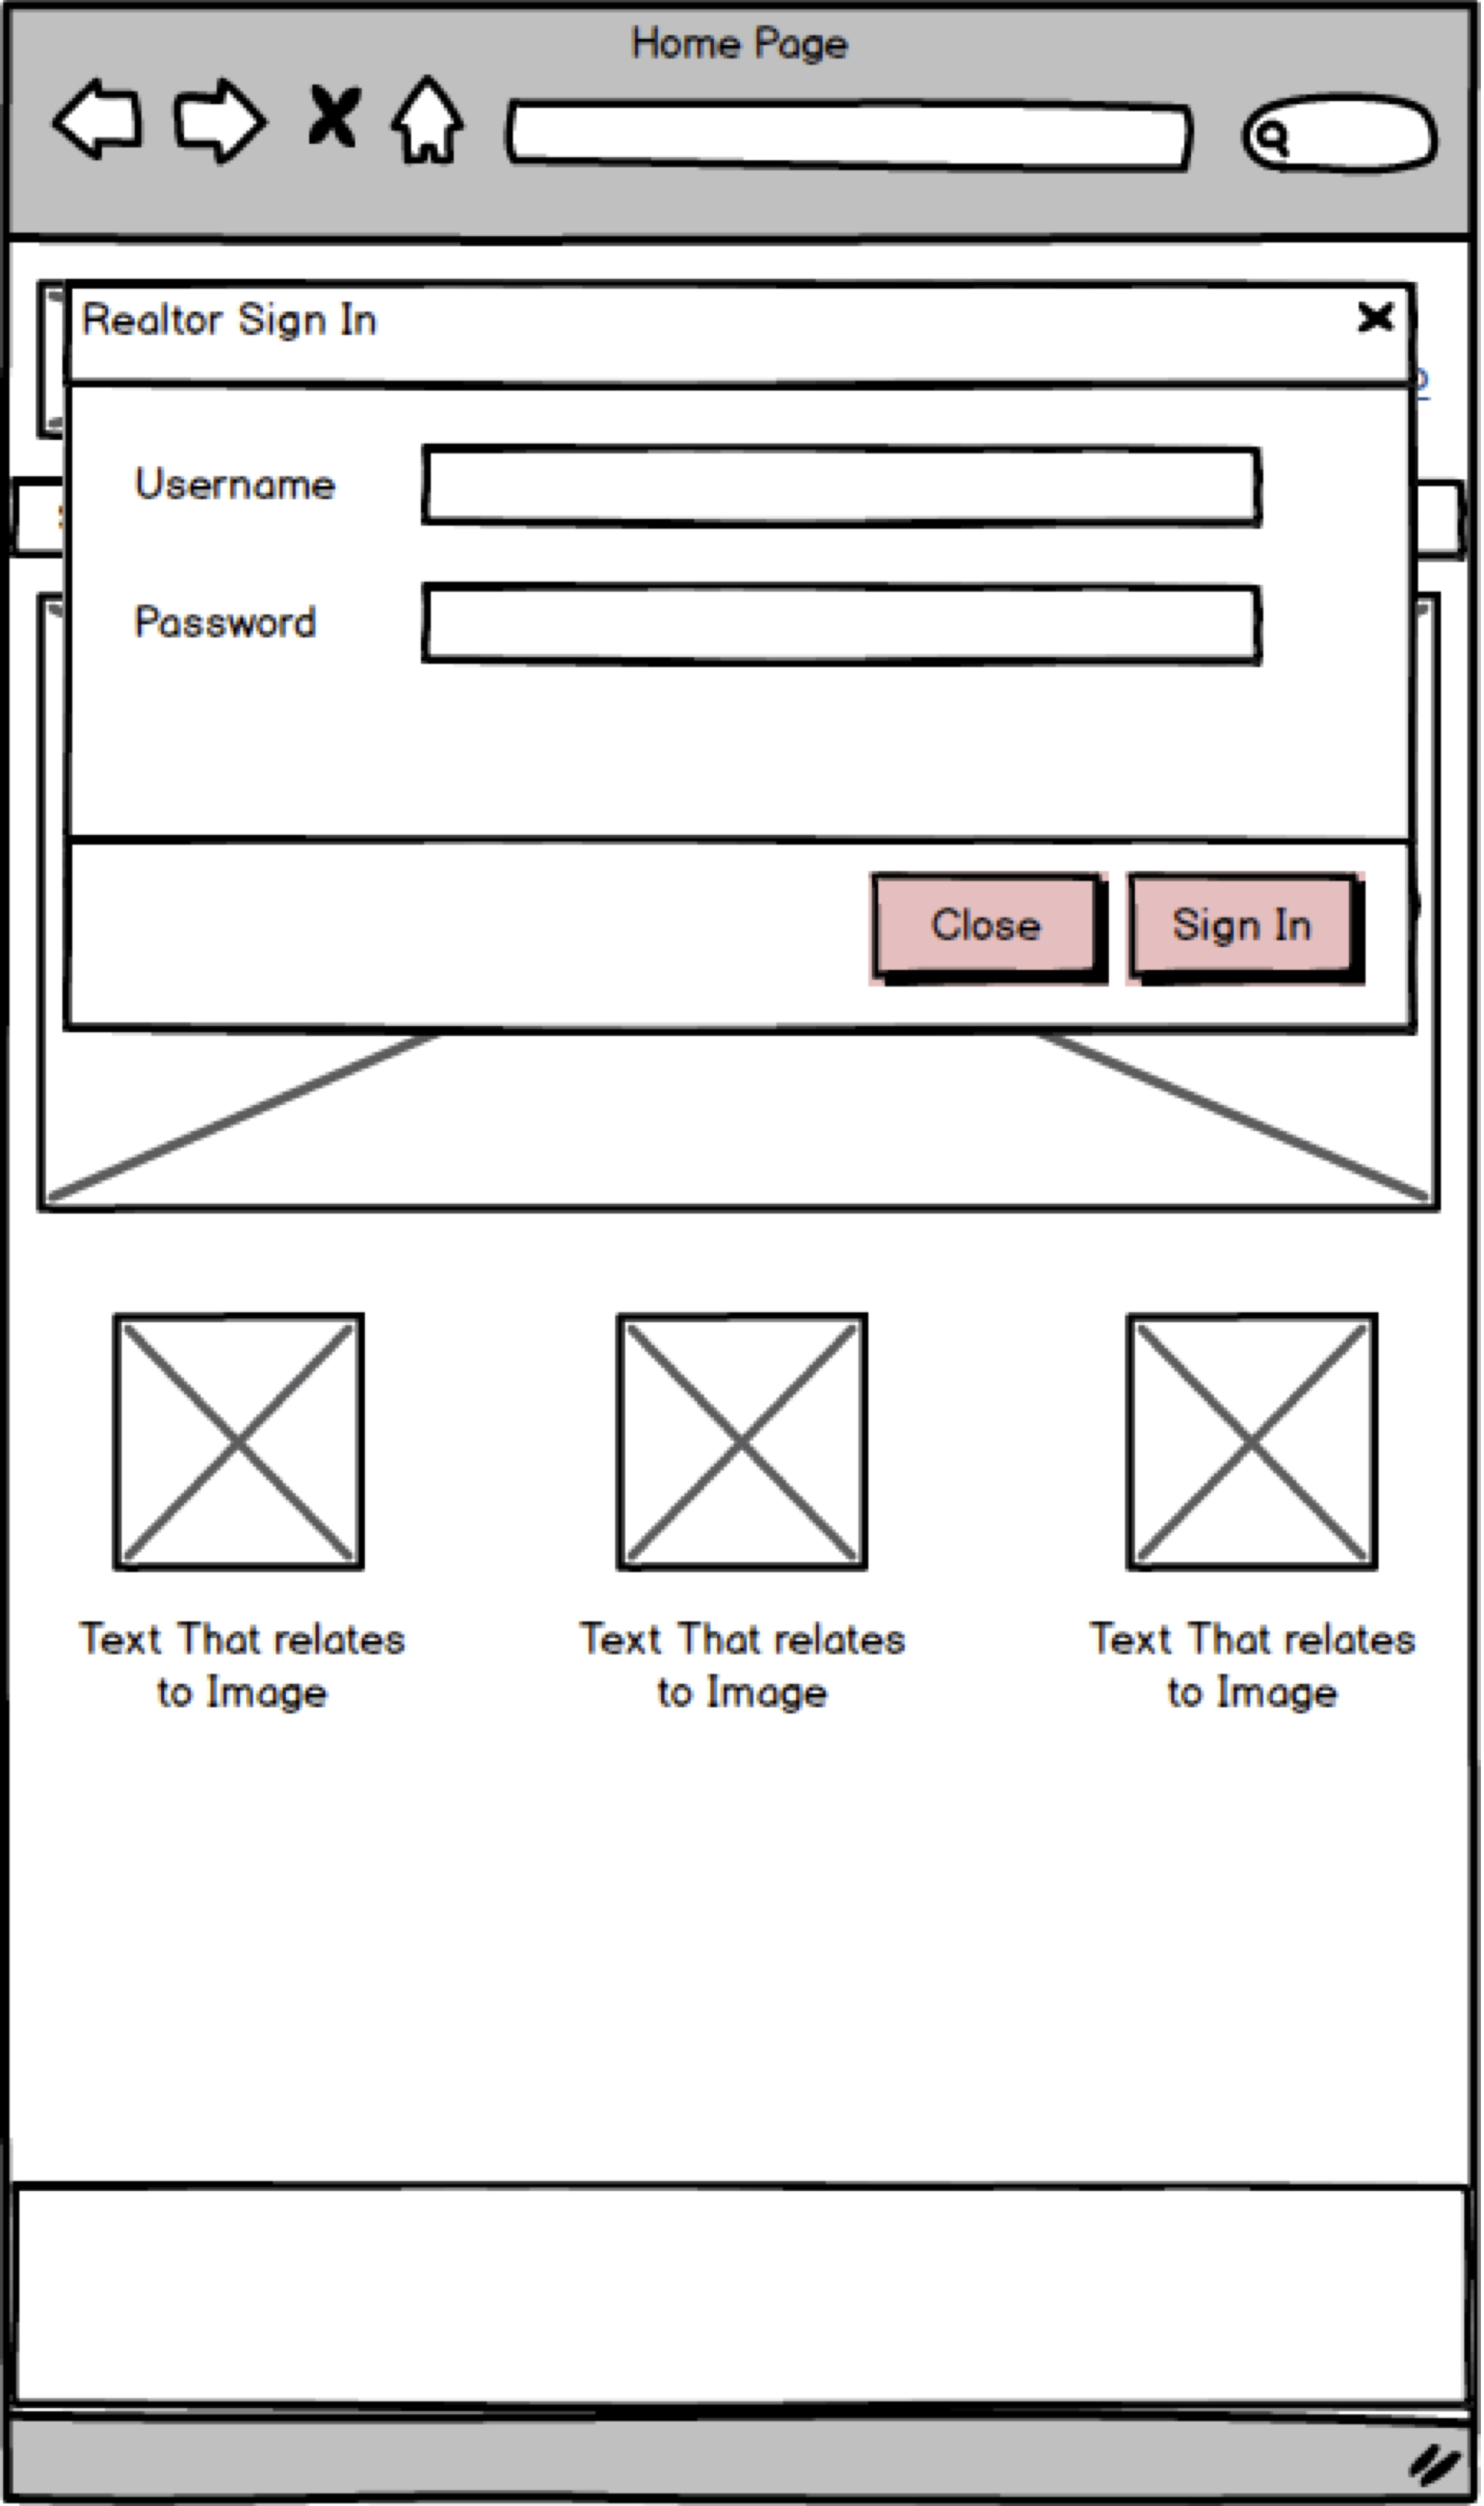 Home Page
Realtor Sign In
Username
Password
Close Sign In
Text That relates
to Image
Text That relates
to Image
Text That relates
to Image